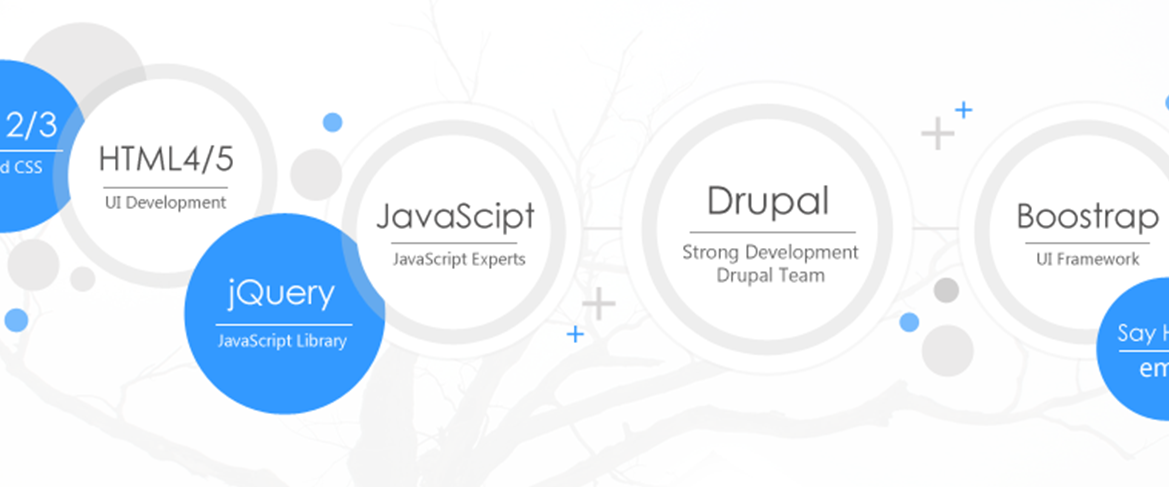 2/3
d CSS
HTML4/5
UI Development
jQuery
JavaScript Library
JavaScipt
JavaScript Experts
Drupal
Strong Development
Drupal Team
Boostrap
UI Framework
Say H
em